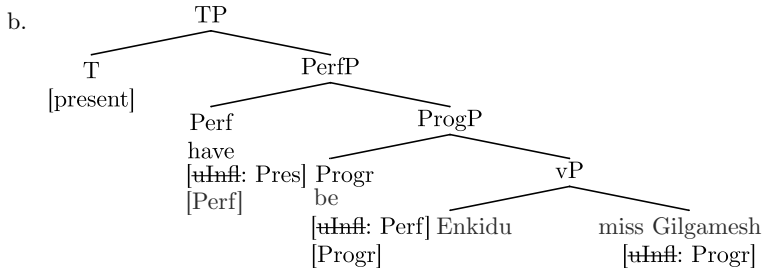 b.
TP
T
PerfP
[present]
Perf
ProgP
have
[uInfl: Pres]
Progr
vP
[Perf]
be
[uInfl: Perf]
Enkidu
miss Gilgamesh
[Progr]
[uInfl: Progr]